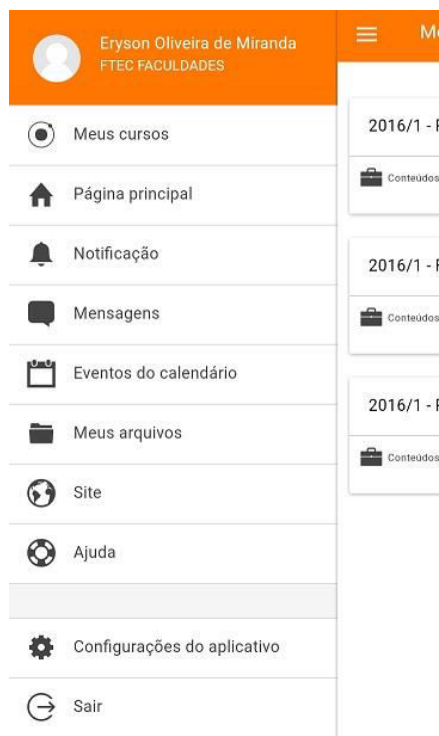 Eryson Oliveira de Miranda
FTEC FACULDADES
Meus cursos
Página principal
Notificação
Mensagens
Eventos do calendário
Meus arquivos
Site
Ajuda
Configurações do aplicativo
Sair
2016/1 -
Conteúdos
2016/1 -
Conteúdos
2016/1 -
Conteúdos